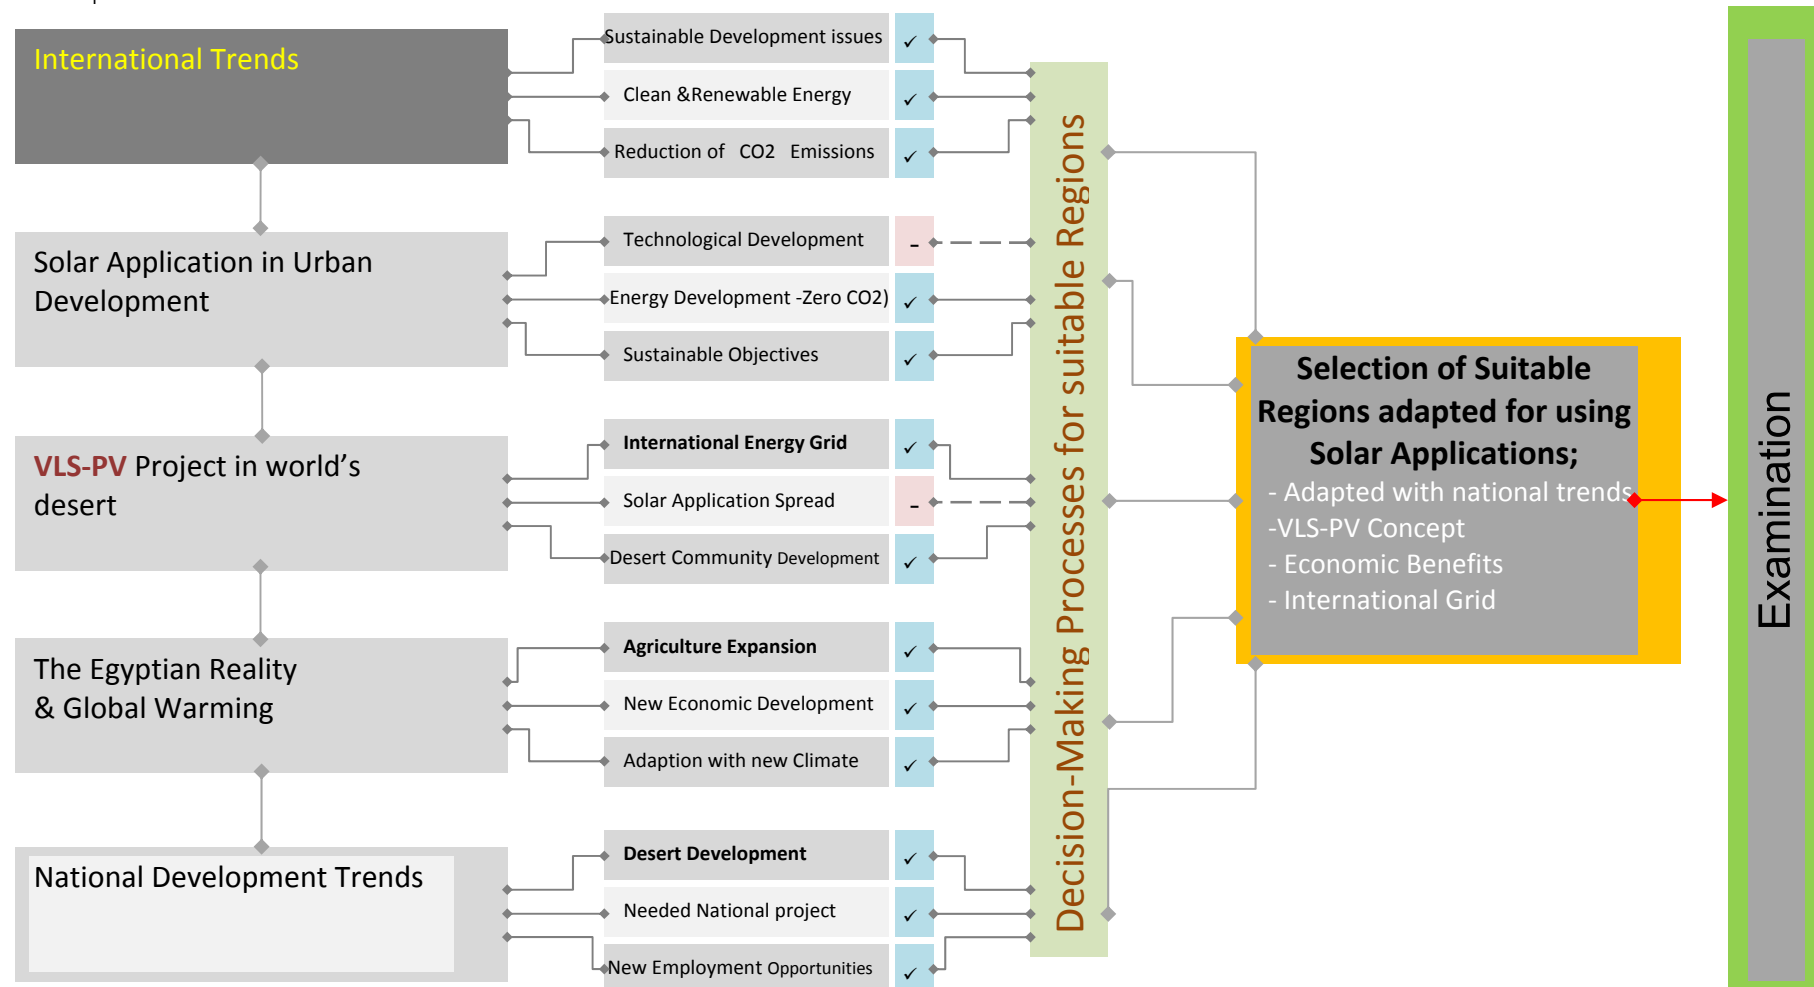 International Trends
Sustainable Development issues ✓
Clean &Renewable Energy ✓
Reduction of CO2 Emissions ✓
Solar Application in Urban
Development
Technological Development -
Energy Development -Zero CO2) ✓
Sustainable Objectives ✓
VLS-PV Project in world's
desert
International Energy Grid ✓
Solar Application Spread -
Desert Community Development ✓
The Egyptian Reality
& Global Warming
Agriculture Expansion ✓
New Economic Development ✓
Adaption with new Climate ✓
National Development Trends
Desert Development ✓
Needed National project ✓
New Employment Opportunities ✓
Decision-Making Processes for suitable Regions
Selection of Suitable
Regions adapted for using
Solar Applications;
- Adapted with national trends
-VLS-PV Concept
- Economic Benefits
- International Grid
Examination